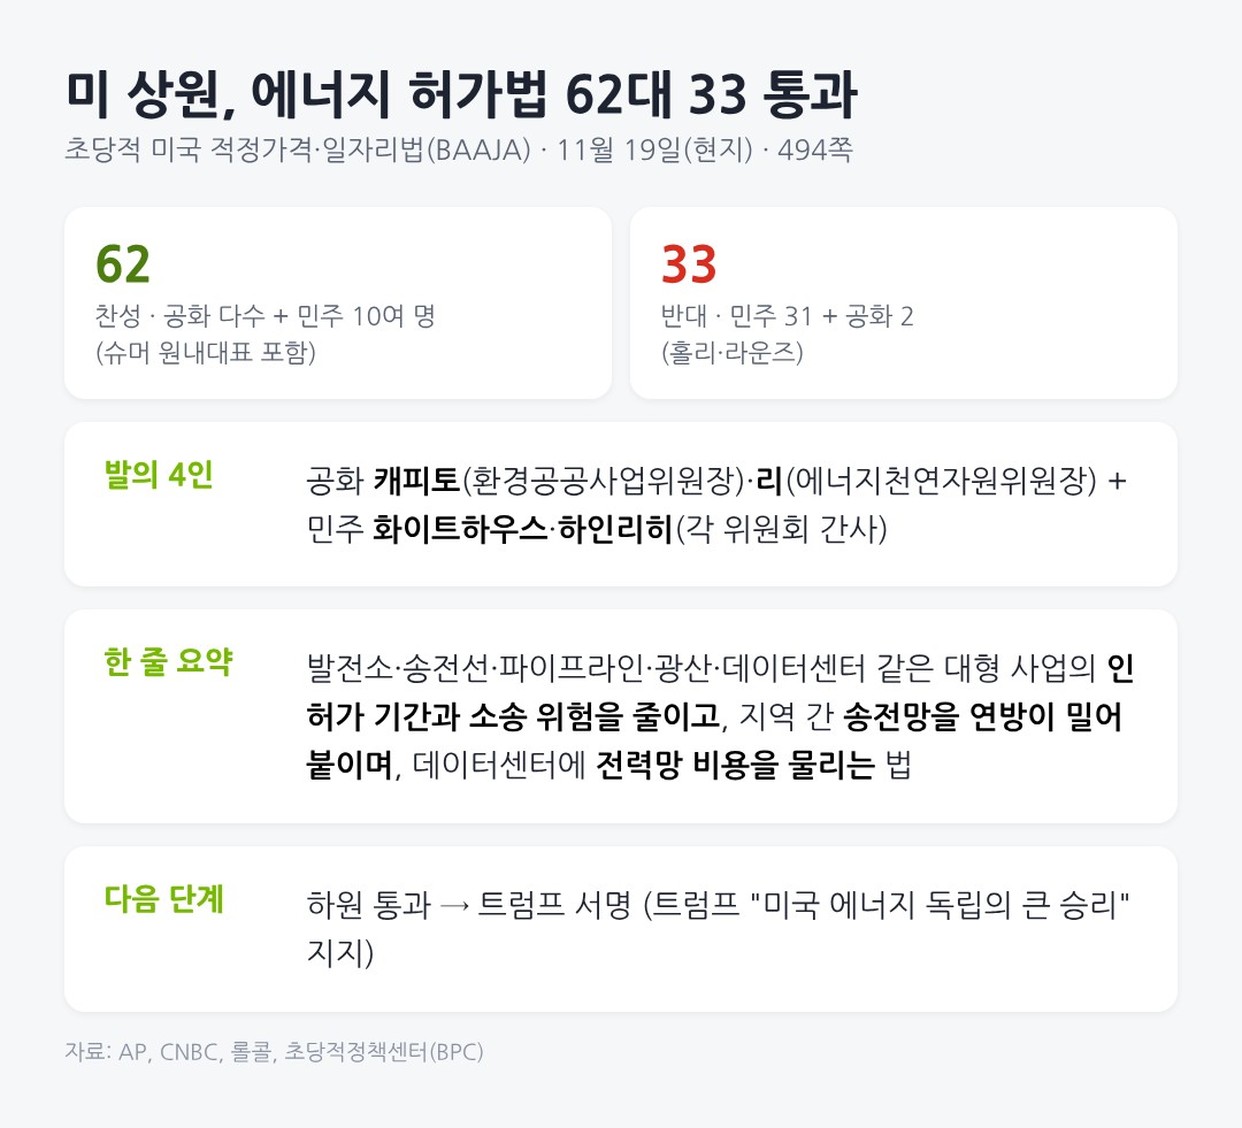 미 상원, 에너지 허가법 62대 33 통과
초당적 미국 적정가격·일자리법(BAAJA) · 11월 19일(현지) · 494쪽
62
찬성 · 공화 다수 + 민주 10여 명
(슈머 원내대표 포함)
33
반대 · 민주 31 + 공화 2
(홀리·라운즈)
발의 4인
공화 캐피토(환경공공사업위원장)·리(에너지천연자원위원장) +
민주 화이트하우스·하인리히(각 위원회 간사)
한 줄 요약
발전소·송전선·파이프라인·광산·데이터센터 같은 대형 사업의 인
허가 기간과 소송 위험을 줄이고, 지역 간 송전망을 연방이 밀어
붙이며, 데이터센터에 전력망 비용을 물리는 법
다음 단계
하원 통과 → 트럼프 서명 (트럼프 "미국 에너지 독립의 큰 승리"
지지)
자료: AP, CNBC, 롤콜, 초당적정책센터(BPC)